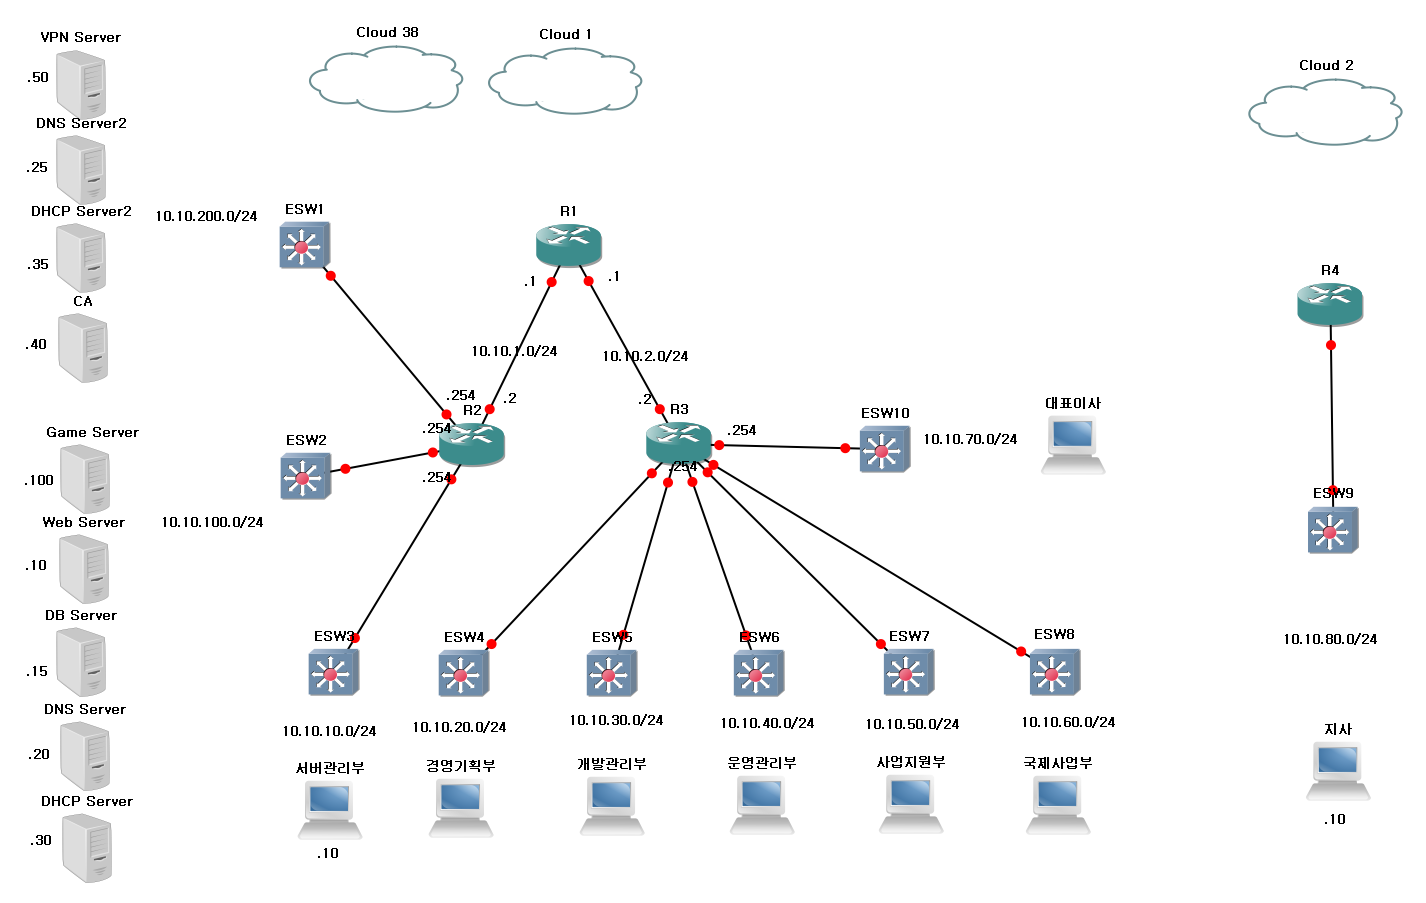 VPN Server
.50
DNS Server2
.25
DHCP Server2
.35
CA
.40
Game Server
.100
Web Server
.10
DB Server
.15
DNS Server
.20
DHCP Server
.30
Cloud 38
Cloud 1
Cloud 2
10.10.200.0/24
ESW1
R1
.1
.1
R4
10.10.1.0/24
10.10.2.0/24
.254
.2
R2
.254
.254
.2
R3
.254
.254
ESW2
10.10.100.0/24
ESW10
10.10.70.0/24
대표이사
ESW9
10.10.80.0/24
ESW3
ESW4
ESW5
ESW6
ESW7
ESW8
10.10.10.0/24
10.10.20.0/24
10.10.30.0/24
10.10.40.0/24
10.10.50.0/24
10.10.60.0/24
서버관리부
경영기획부
개발관리부
운영관리부
사업지원부
국제사업부
지사
.10
.10